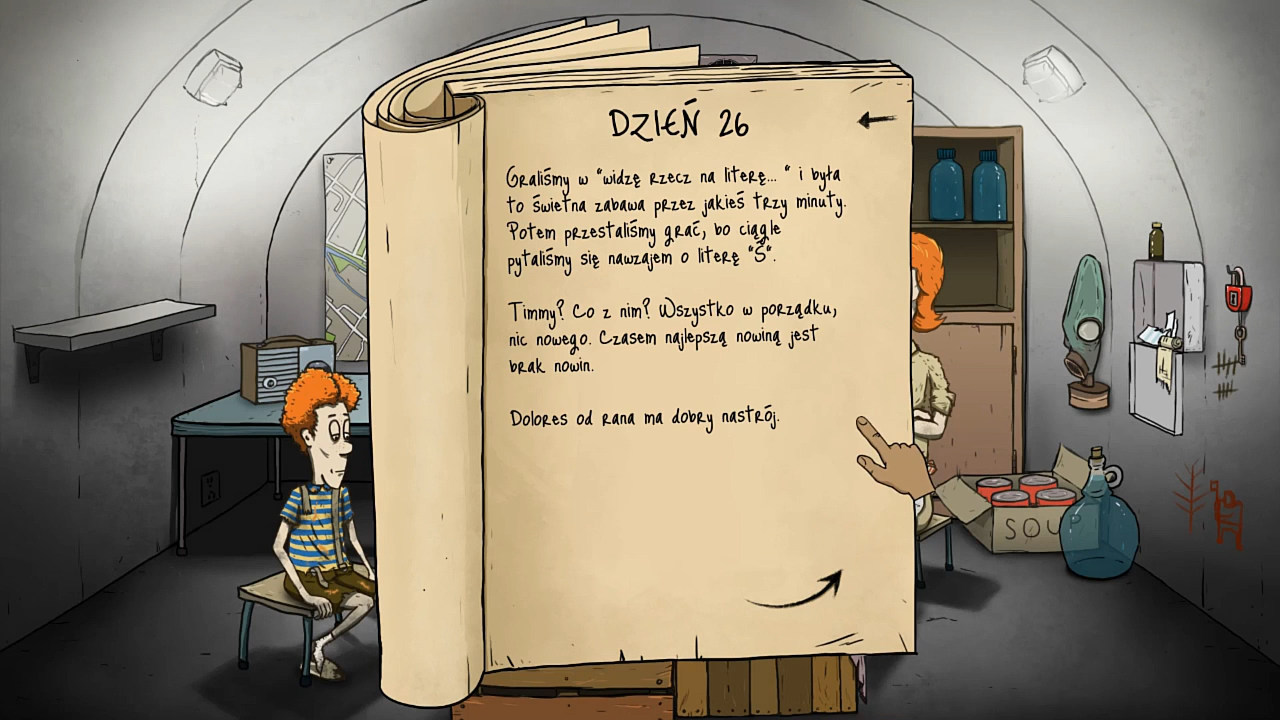 DZIEŃ 26
Graliśmy w "widzę rzecz na literę... " i była
to świetna zabawa przez jakieś trzy minuty.
Potem przestaliśmy grać, bo ciągle
pytaliśmy się nawzajem o literę "Ś".
Timmy? Co z nim? Wszystko w porządku,
nic nowego. Czasem najlepszą nowiną jest
brak nowin.
Dolores od rana ma dobry nastrój.
SOU